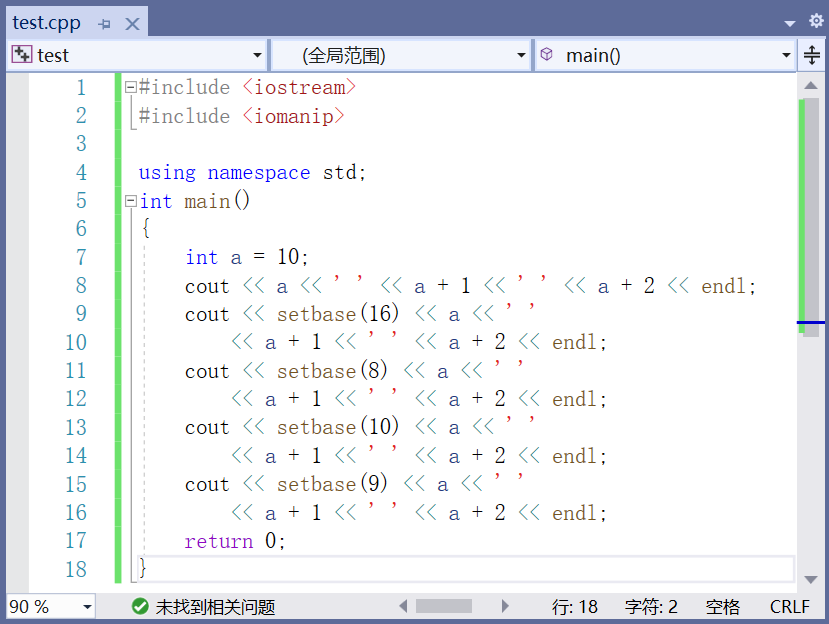 test.cpp
test (全局范围) main()
1 #include <iostream>
2 #include <iomanip>
3
4 using namespace std;
5 int main()
6 {
7 int a = 10;
8 cout << a << ' ' << a + 1 << ' ' << a + 2 << endl;
9 cout << setbase(16) << a << ' '
10 << a + 1 << ' ' << a + 2 << endl;
11 cout << setbase(8) << a << ' '
12 << a + 1 << ' ' << a + 2 << endl;
13 cout << setbase(10) << a << ' '
14 << a + 1 << ' ' << a + 2 << endl;
15 cout << setbase(9) << a << ' '
16 << a + 1 << ' ' << a + 2 << endl;
17 return 0;
18 }
90 % 未找到相关问题 行: 18 字符: 2 空格 CRLF